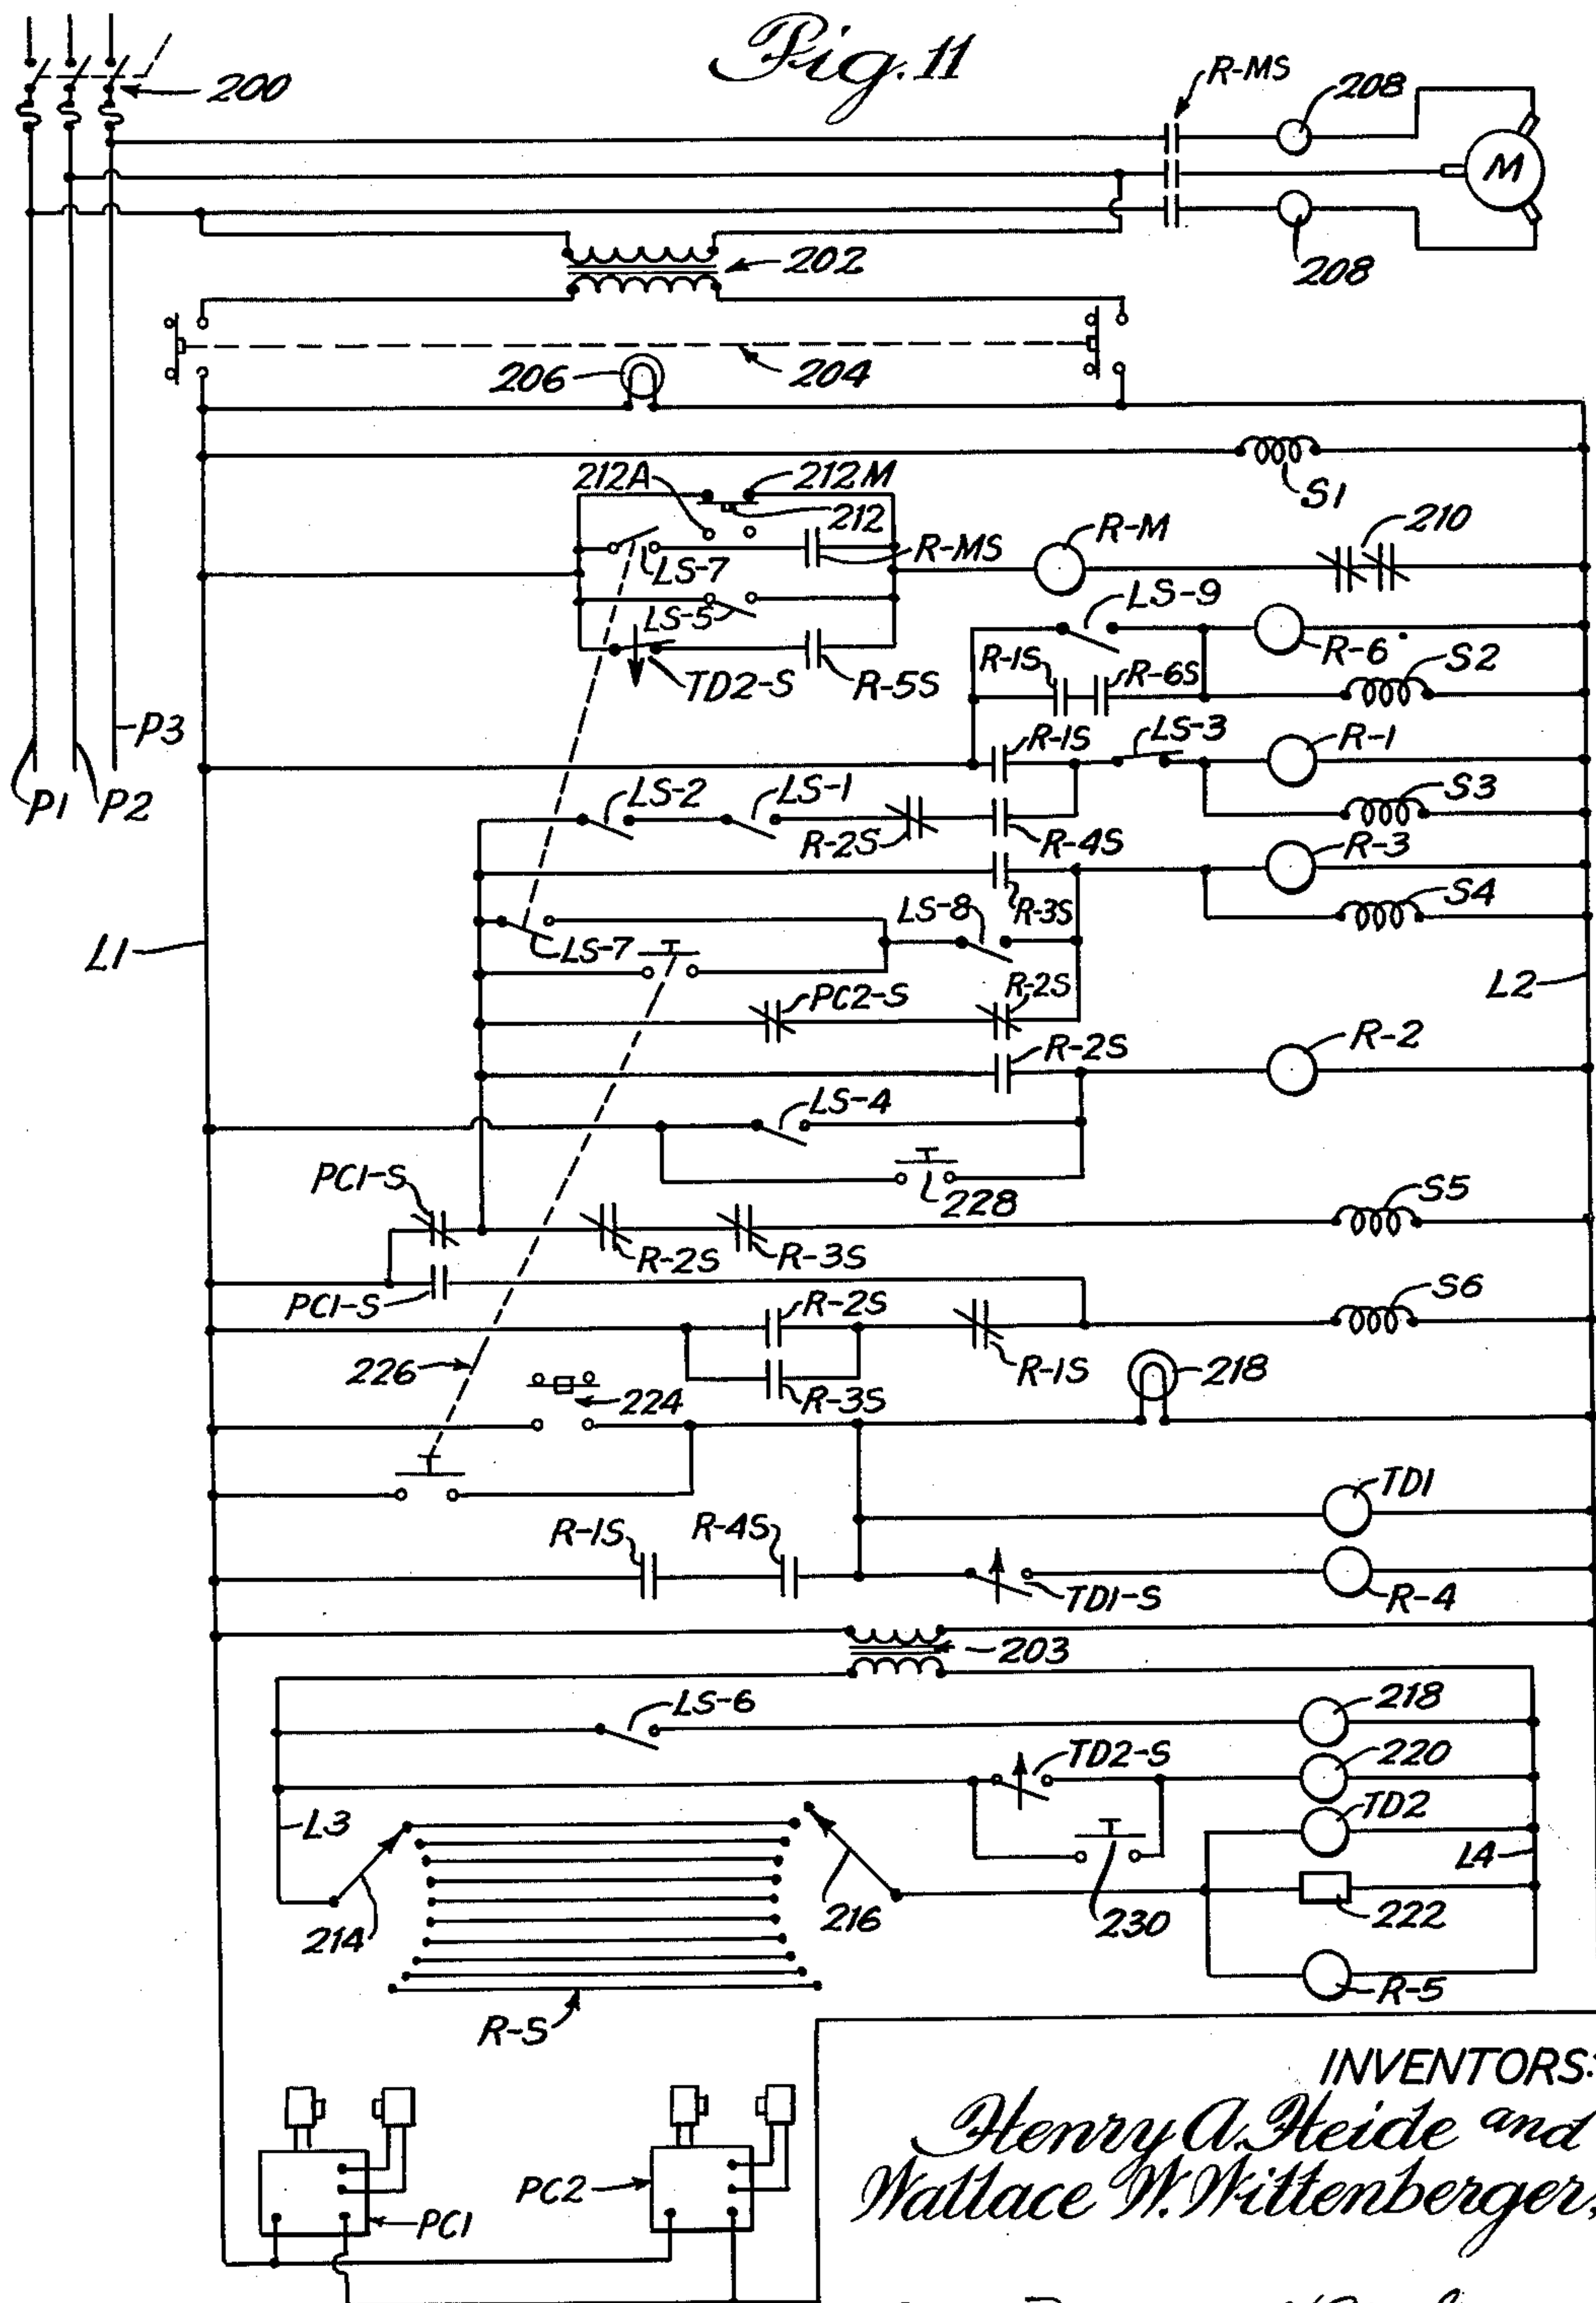 Fig. 11
200
R-MS
208
M
208
202
206
204
S1
212A
212M
212
R-M
210
LS-7
R-MS
LS-5
LS-9
R-6
TD2-S
R-5S
R-1S
R-6S
S2
P3
R-1S
LS-3
R-1
P1
P2
LS-2
LS-1
S3
R-2S
R-4S
R-3
R-3S
S4
LS-8
L1
LS-7
L2
PC2-S
R-2S
R-2S
R-2
LS-4
PC1-S
228
S5
R-2S
R-3S
PC1-S
R-2S
S6
226
R-1S
218
224
R-3S
TD1
R-1S
R-4S
TD1-S
R-4
203
LS-6
218
TD2-S
220
L3
TD2
L4
214
216
230
222
R-5
R-S
INVENTORS:
Henry A. Heide and
Wallace W. Wittenberger,
PC2
PC1